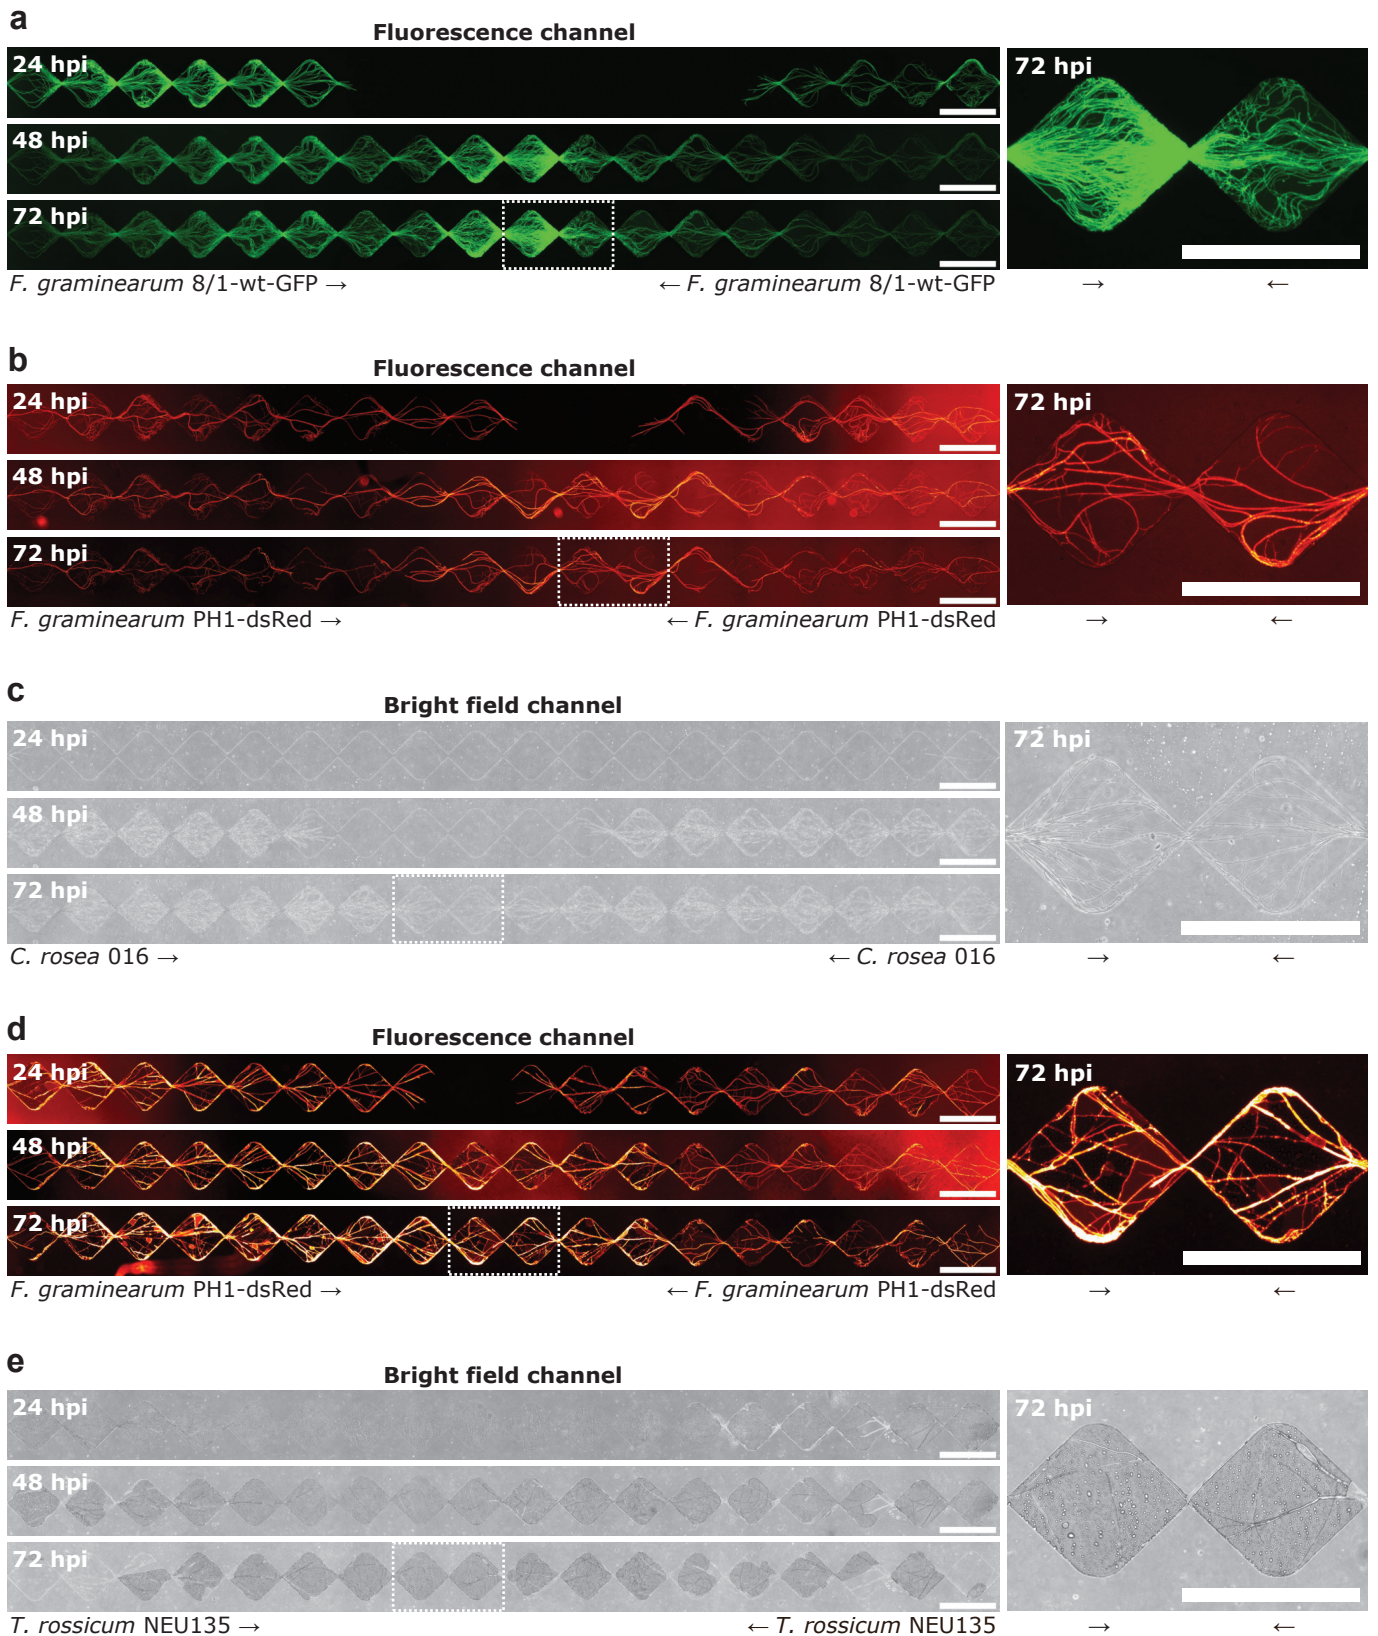 a
Fluorescence channel
24 hpi
72 hpi
48 hpi
72 hpi
F. graminearum 8/1-wt-GFP →
← F. graminearum 8/1-wt-GFP
→
←
b
Fluorescence channel
24 hpi
72 hpi
48 hpi
72 hpi
F. graminearum PH1-dsRed →
← F. graminearum PH1-dsRed
→
←
c
Bright field channel
24 hpi
72 hpi
48 hpi
72 hpi
C. rosea 016 →
← C. rosea 016
→
←
d
Fluorescence channel
24 hpi
72 hpi
48 hpi
72 hpi
F. graminearum PH1-dsRed →
← F. graminearum PH1-dsRed
→
←
e
Bright field channel
24 hpi
72 hpi
48 hpi
72 hpi
T. rossicum NEU135 →
← T. rossicum NEU135
→
←